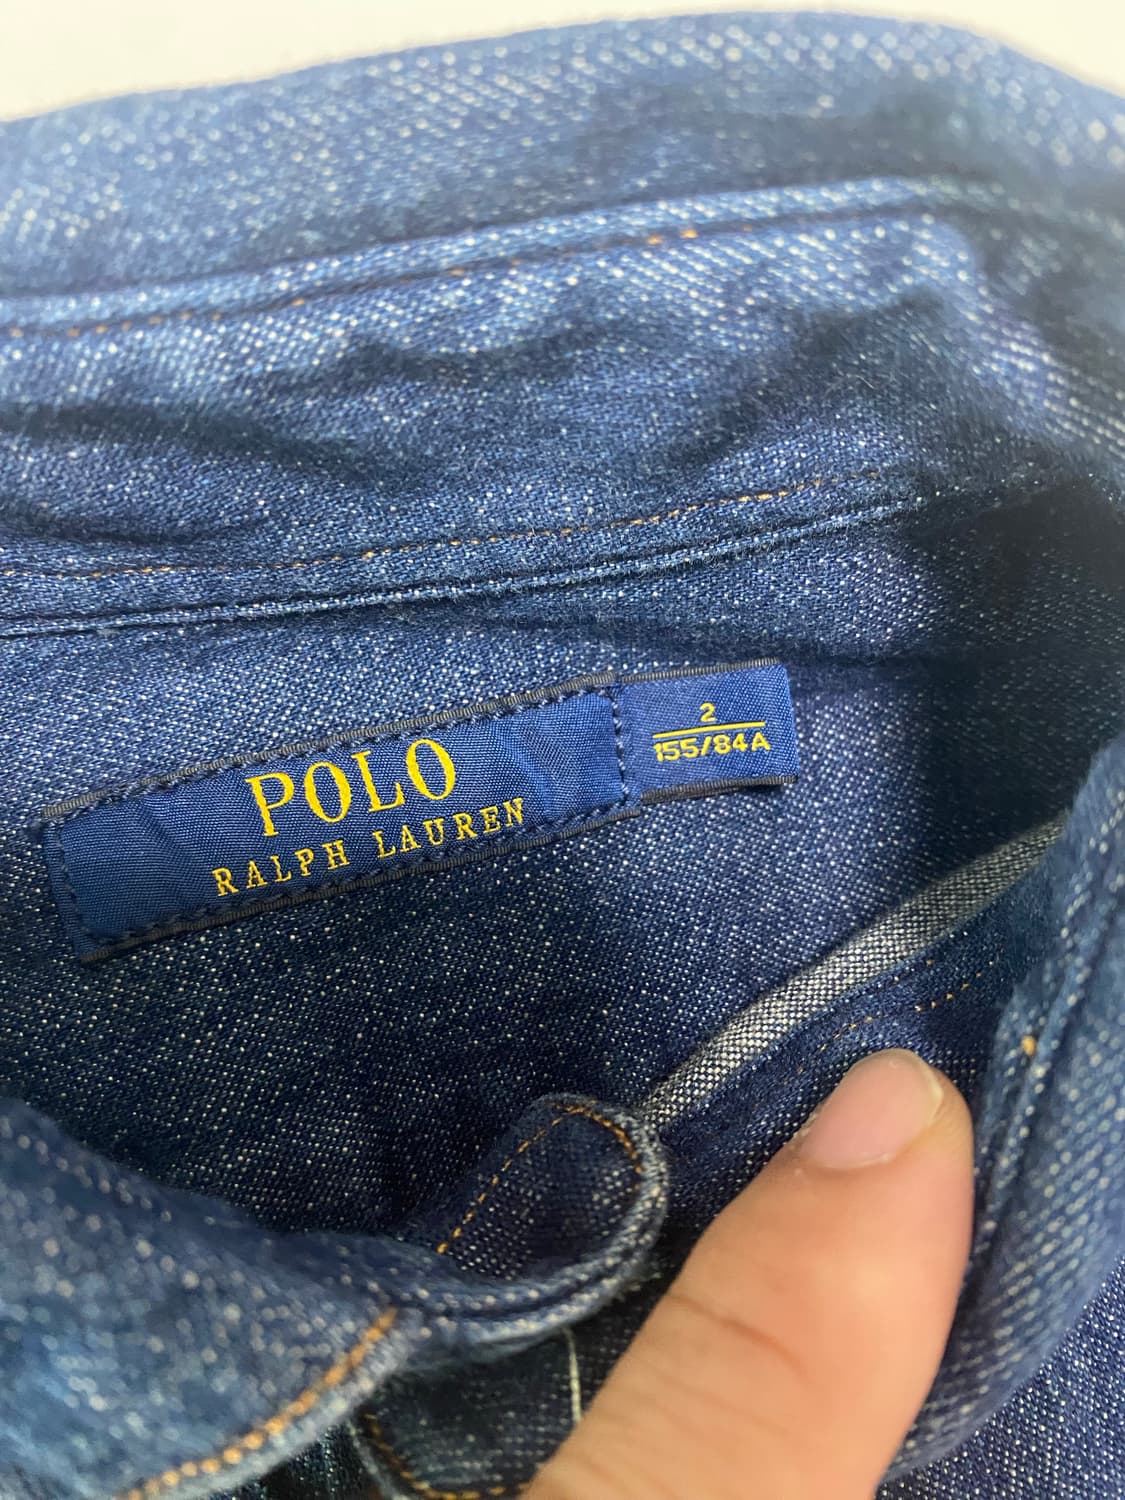 POLO
RALPH LAUREN
2
155/84A